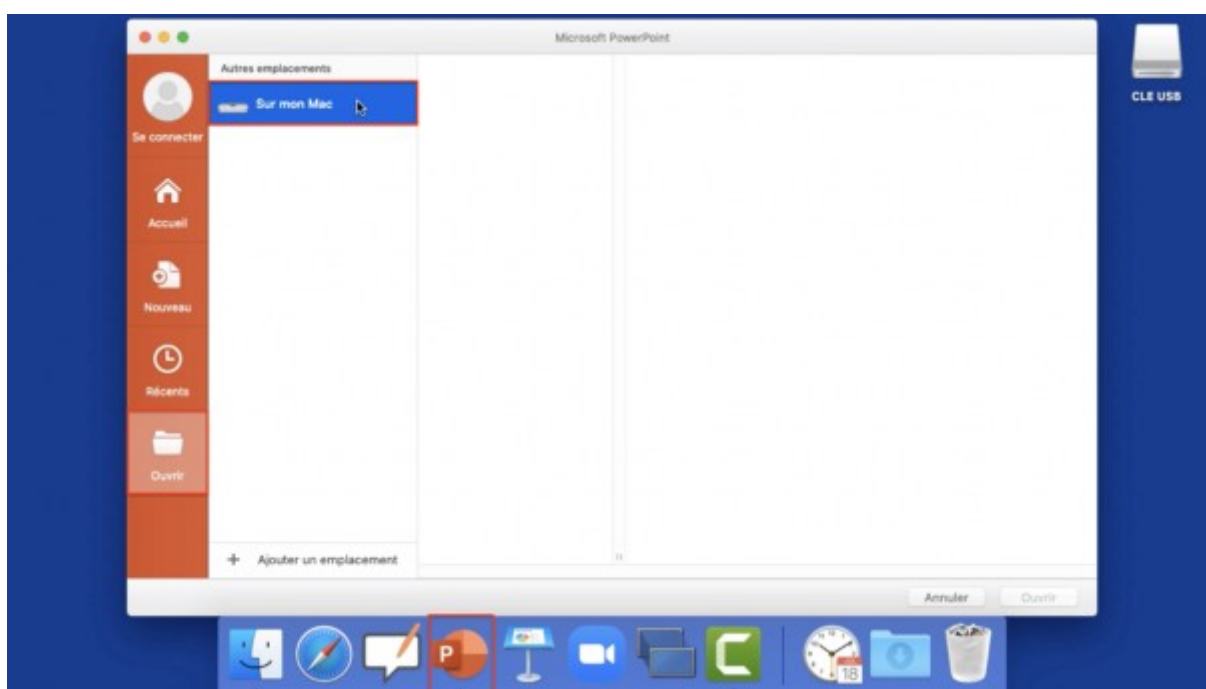 Microsoft PowerPoint
Autres emplacements
Sur mon Mac
CLE USB
Se connecter
Accueil
Nouveau
Récents
Ouvrir
+ Ajouter un emplacement
Annuler
Ouvrir
P
18